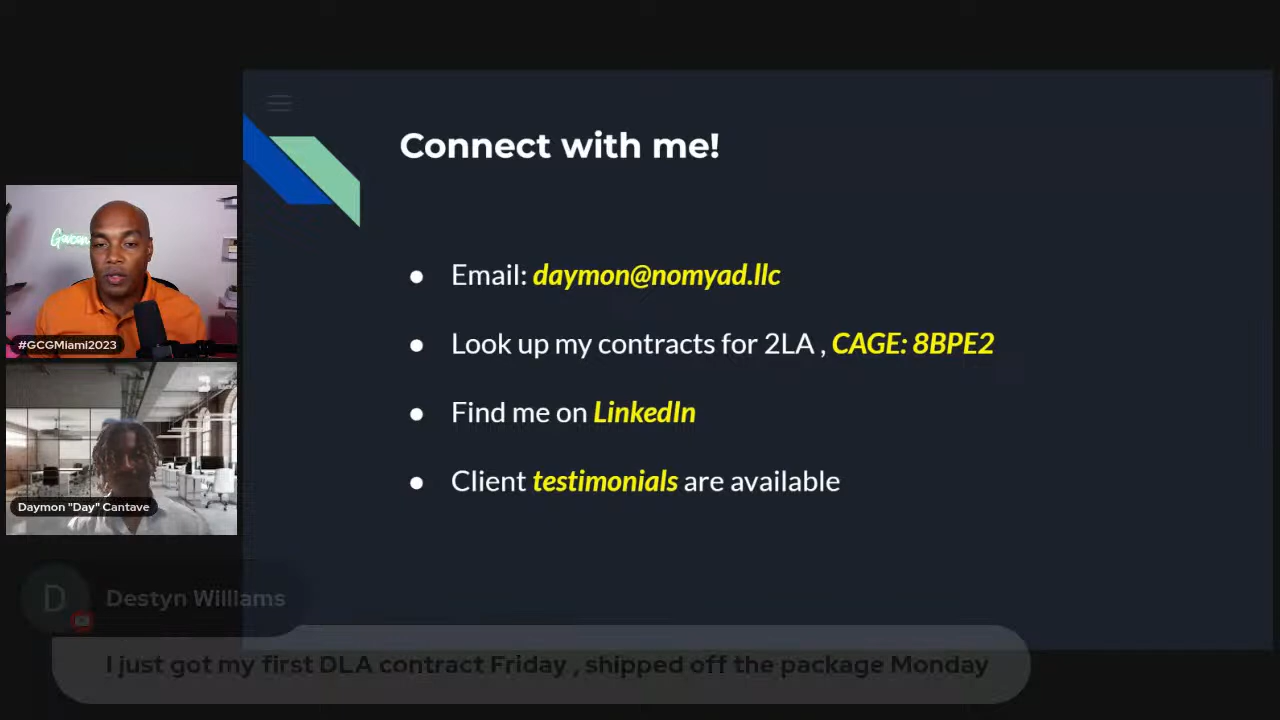 Connect with me!
● Email: daymon@nomyad.llc
● Look up my contracts for 2LA , CAGE: 8BPE2
● Find me on LinkedIn
● Client testimonials are available
#GCGMiami2023
Daymon "Day" Cantave
D
Destyn Williams
I just got my first DLA contract Friday , shipped off the package Monday